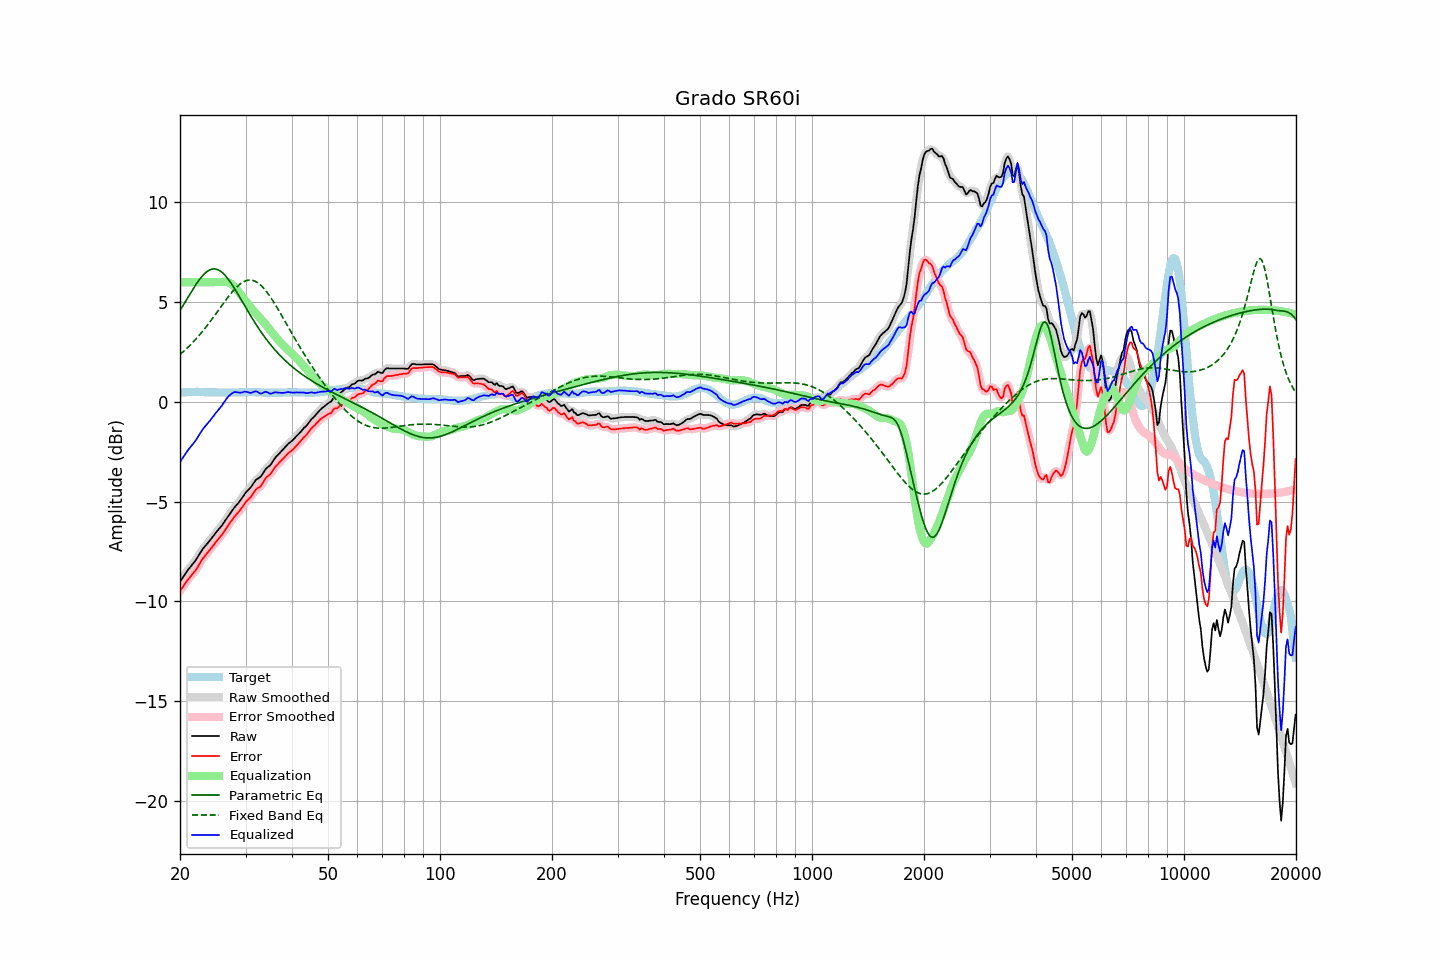 Grado SR60i
10
5
0
−5
−10
−15
−20
Amplitude (dBr)
Target
Raw Smoothed
Error Smoothed
Raw
Error
Equalization
Parametric Eq
Fixed Band Eq
Equalized
20 50 100 200 500 1000 2000 5000 10000 20000
Frequency (Hz)